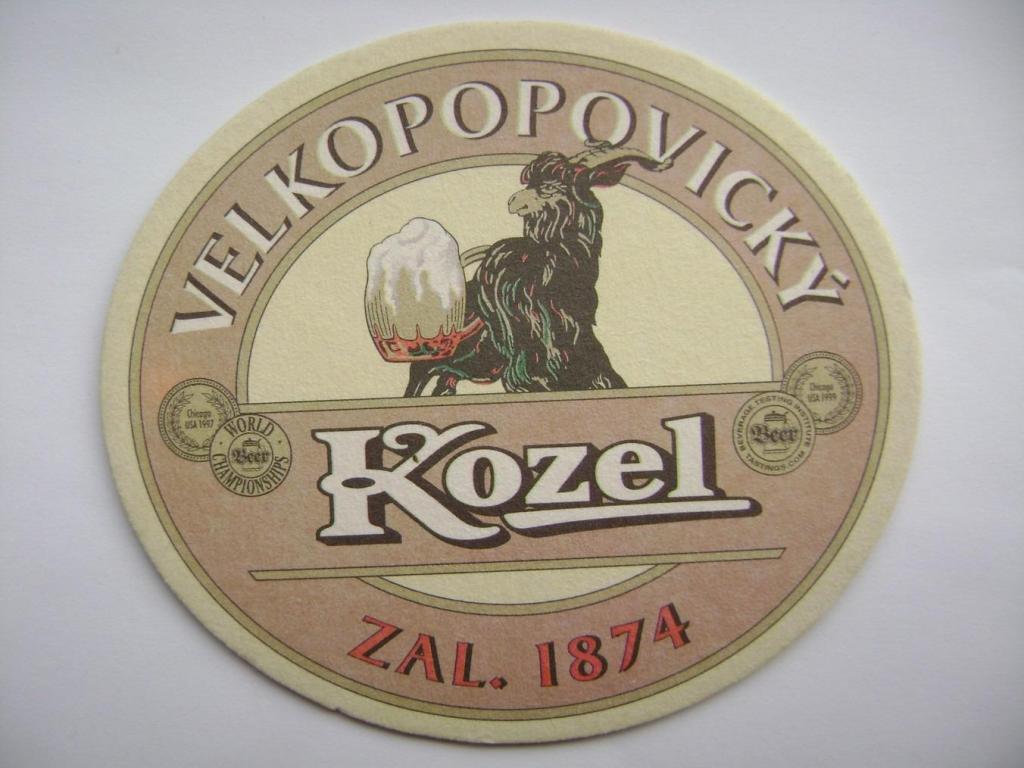 VELKOPOPOVICKÝ
Chicago
USA 1997
WORLD
Beer
CHAMPIONSHIPS
Kozel
Chicago
USA 1999
BEVERAGE TESTING INSTITUTE
Beer
TASTINGS.COM
ZAL. 1874